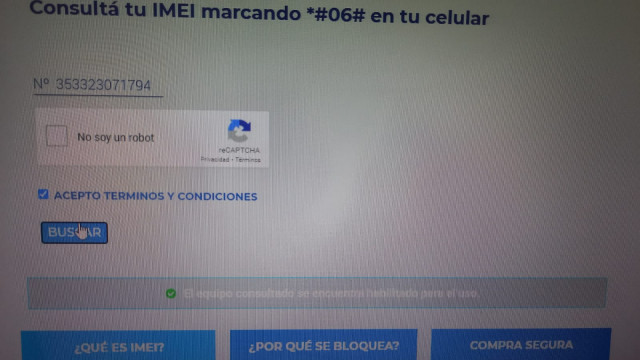 Consultá tu IMEI marcando *#06# en tu celular
Nº 353323071794
No soy un robot
reCAPTCHA
Privacidad - Términos
ACEPTO TERMINOS Y CONDICIONES
BUSCAR
El equipo consultado se encuentra habilitado para el uso.
¿QUÉ ES IMEI?
¿POR QUÉ SE BLOQUEA?
COMPRA SEGURA